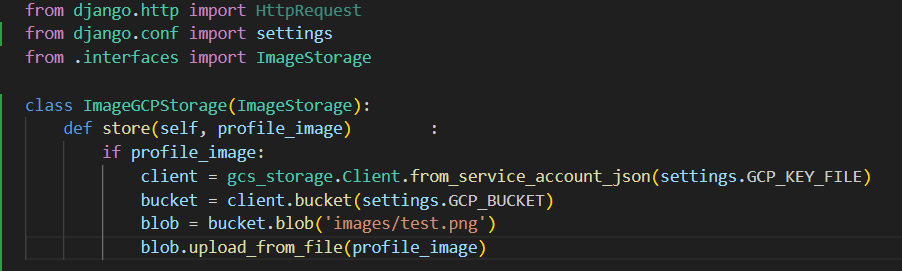 from django.http import HttpRequest
from django.conf import settings
from .interfaces import ImageStorage

class ImageGCPStorage(ImageStorage):
    def store(self, profile_image)        :
        if profile_image:
            client = gcs_storage.Client.from_service_account_json(settings.GCP_KEY_FILE)
            bucket = client.bucket(settings.GCP_BUCKET)
            blob = bucket.blob('images/test.png')
            blob.upload_from_file(profile_image)